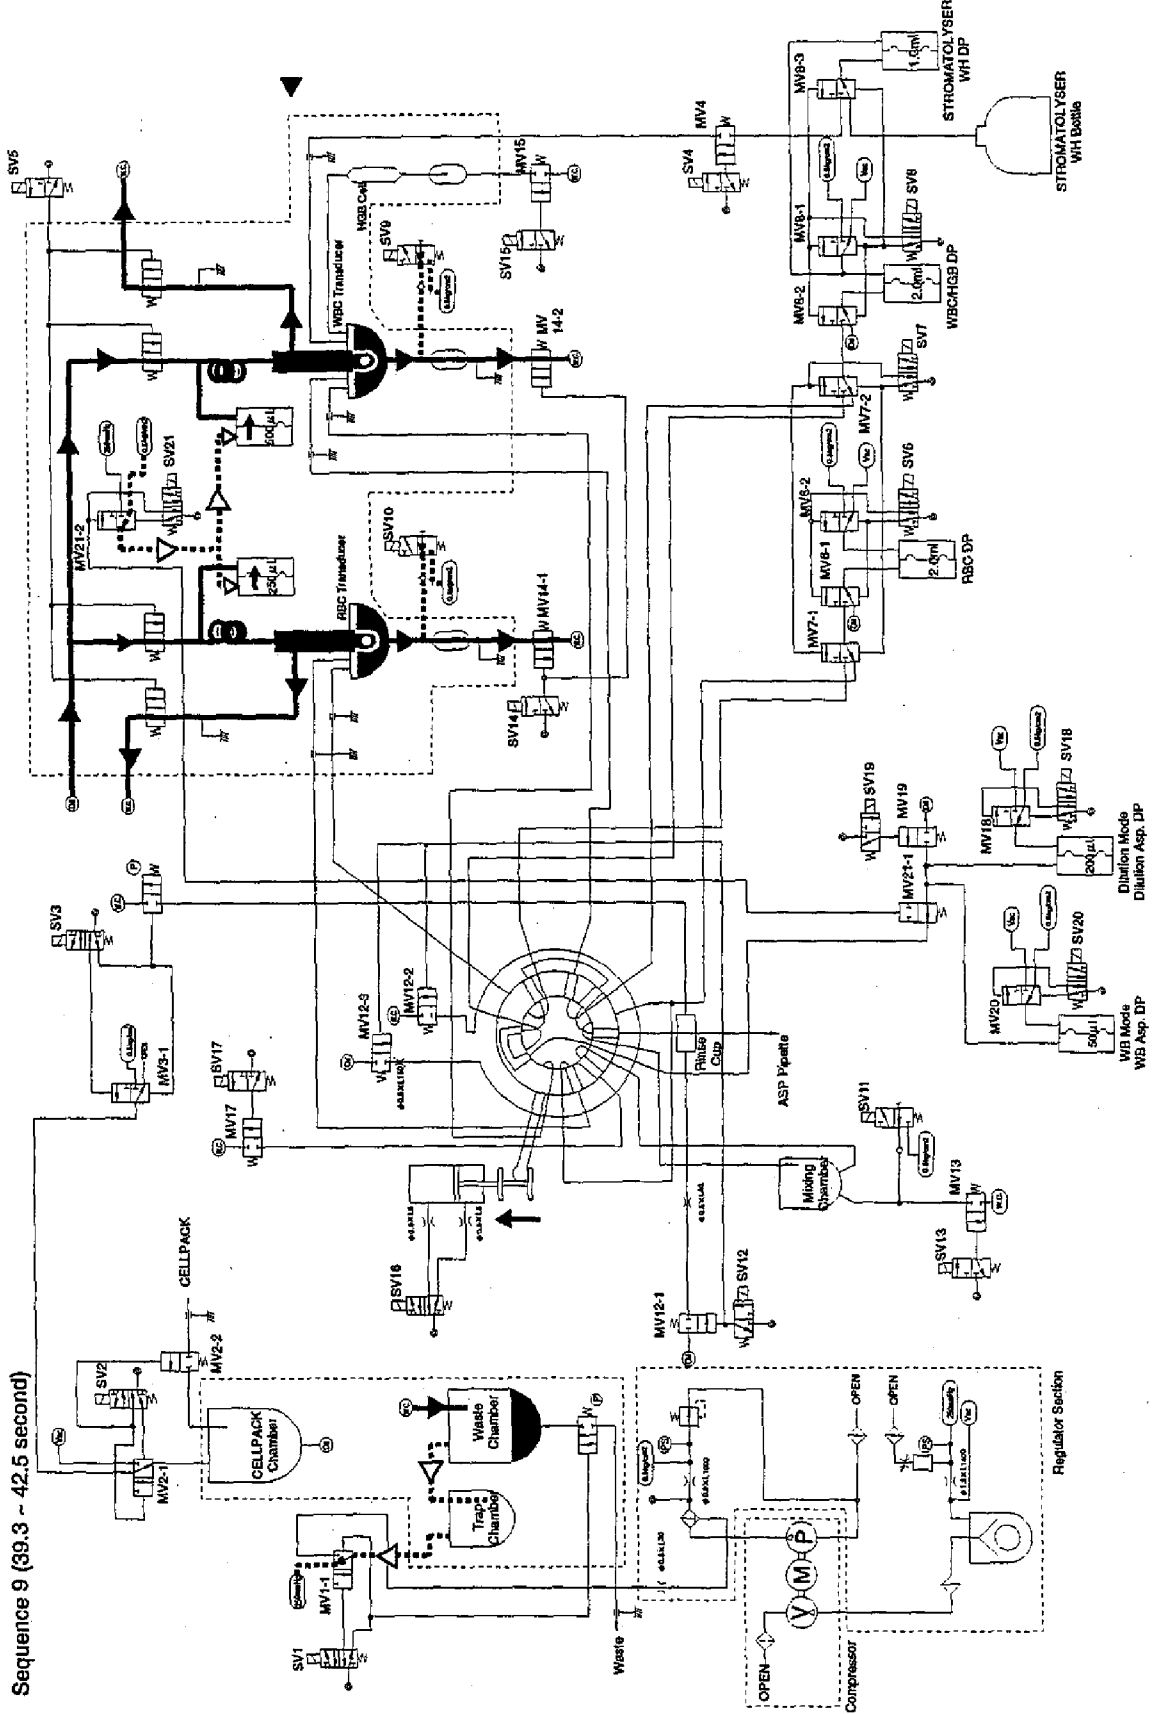 Sequence 9 (39.3 ~ 42.5 second)
SV5
SV3
P
W
MV3-1
SV17
MV17
MV12-3
MV12-2
MV21-2
SV21
500μL
250μL
WBC Transducer
RBC Transducer
HGB Cell
SV9
SV10
MV15
SV15
MV
14-2
MV14-1
SV14
SV4
MV4
MV8-3
1.0ml
STROMATOLYSER
WH DP
STROMATOLYSER
WH Bottle
MV8-1
Vac
SV8
MV8-2
2.0ml
WBC/HGB DP
SV7
MV7-2
MV6-2
Vac
SV6
MV6-1
2.0ml
RBC DP
MV7-1
SV19
MV19
MV21-1
Vac
SV18
MV18
200μl
Dilution Mode
Dilution Asp. DP
Vac
SV20
MV20
50μl
WB Mode
WB Asp. DP
Rinse
Cup
ASP Pipette
SV11
Mixing
Chamber
MV13
SV13
SV16
MV12-1
SV12
CELLPACK
MV2-2
SV2
Vac
MV2-1
CELLPACK
Chamber
Waste
Chamber
Trap
Chamber
MV1-1
SV1
Waste
P
OPEN
OPEN
Vac
Regulator Section
V
M
P
OPEN
Compressor